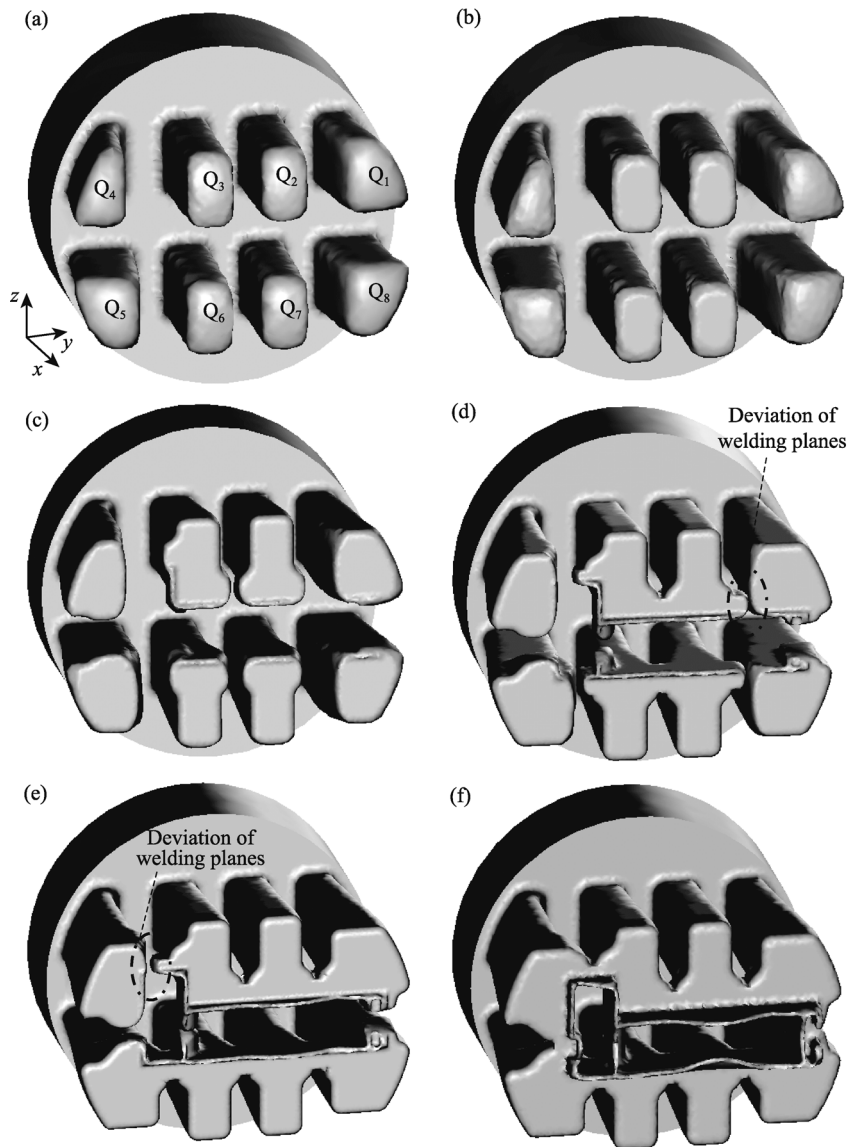 (a)
(b)
Q4
Q3
Q2
Q1
Q5
Q6
Q7
Q8
z
y
x
(c)
(d)
Deviation of
welding planes
(e)
Deviation of
welding planes
(f)